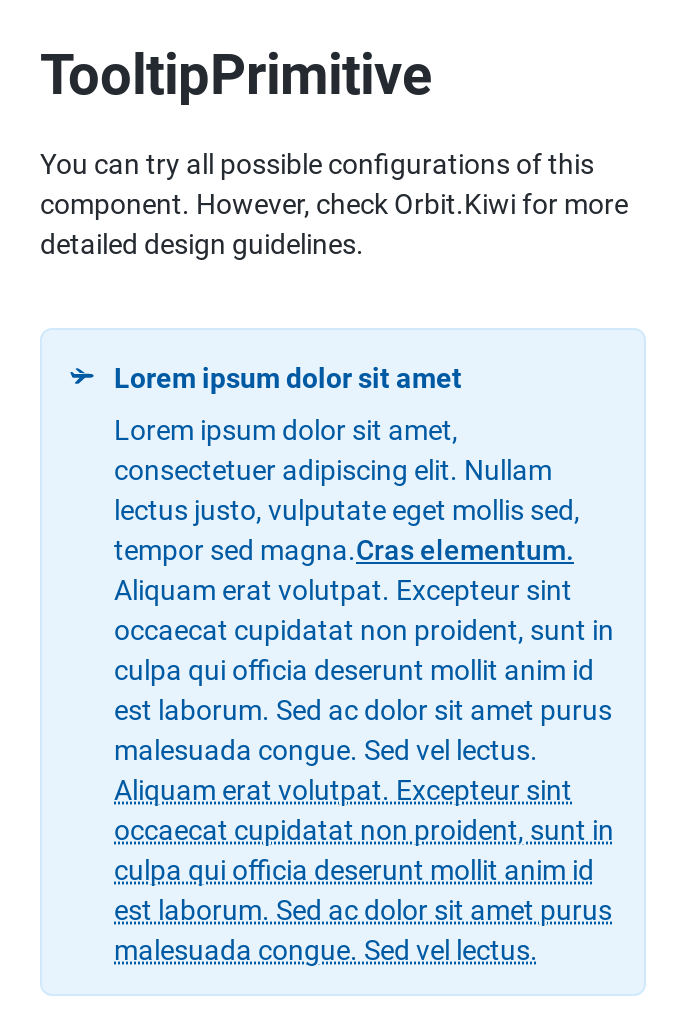 TooltipPrimitive
You can try all possible configurations of this
component. However, check Orbit.Kiwi for more
detailed design guidelines.
Lorem ipsum dolor sit amet
Lorem ipsum dolor sit amet,
consectetuer adipiscing elit. Nullam
lectus justo, vulputate eget mollis sed,
tempor sed magna.Cras elementum.
Aliquam erat volutpat. Excepteur sint
occaecat cupidatat non proident, sunt in
culpa qui officia deserunt mollit anim id
est laborum. Sed ac dolor sit amet purus
malesuada congue. Sed vel lectus.
Aliquam erat volutpat. Excepteur sint
occaecat cupidatat non proident, sunt in
culpa qui officia deserunt mollit anim id
est laborum. Sed ac dolor sit amet purus
malesuada congue. Sed vel lectus.